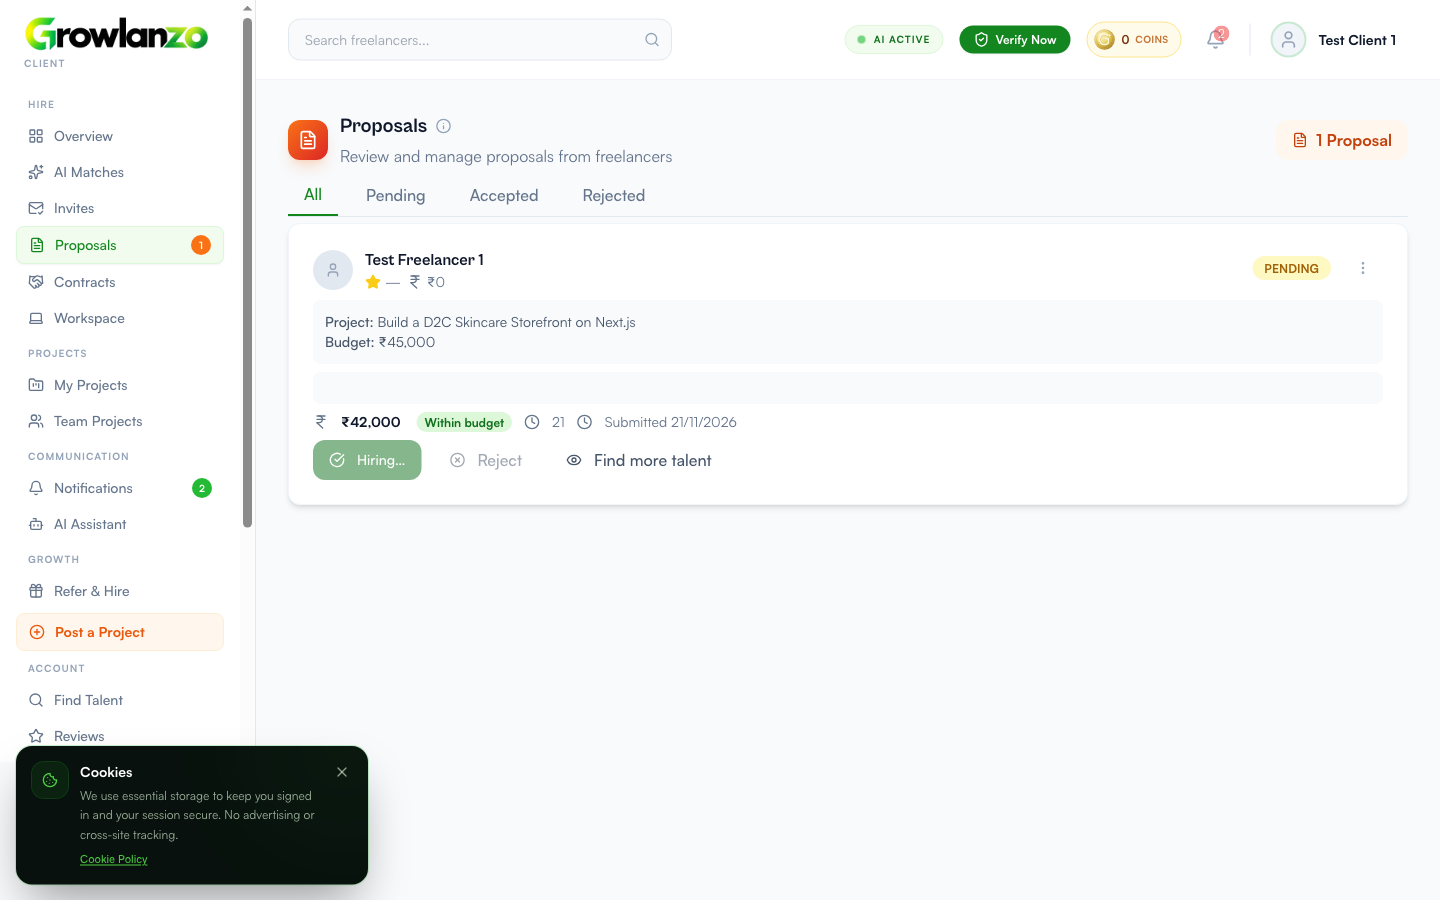 Growlanzo
CLIENT
HIRE
Overview
AI Matches
Invites
Proposals 1
Contracts
Workspace
PROJECTS
My Projects
Team Projects
COMMUNICATION
Notifications 2
AI Assistant
GROWTH
Refer & Hire
Post a Project
ACCOUNT
Find Talent
Reviews
Search freelancers...
AI ACTIVE
Verify Now
0 COINS
2
Test Client 1
Proposals
Review and manage proposals from freelancers
1 Proposal
All Pending Accepted Rejected
Test Freelancer 1
— ₹ ₹0
PENDING
Project: Build a D2C Skincare Storefront on Next.js
Budget: ₹45,000
₹ ₹42,000 Within budget 21 Submitted 21/11/2026
Hiring... Reject Find more talent
Cookies
We use essential storage to keep you signed
in and your session secure. No advertising or
cross-site tracking.
Cookie Policy